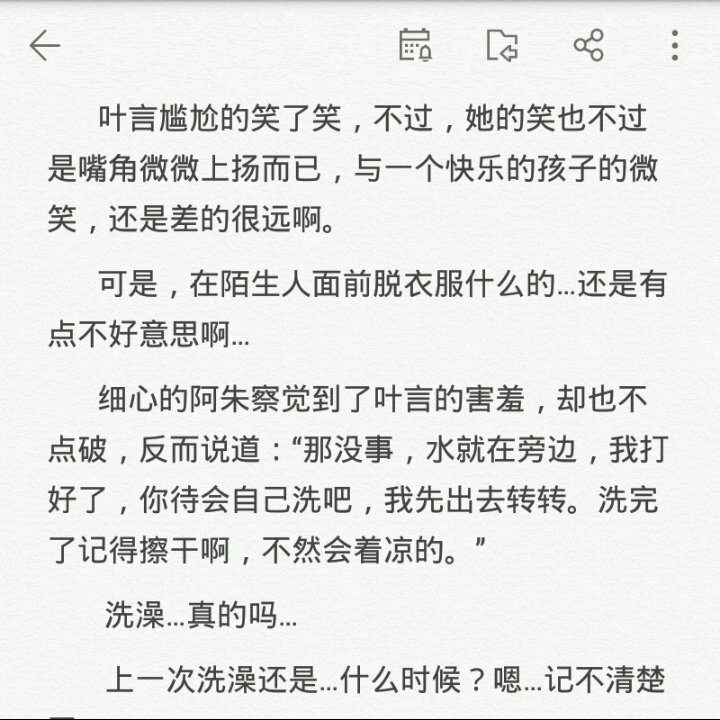 叶言尴尬的笑了笑，不过，她的笑也不过
是嘴角微微上扬而已，与一个快乐的孩子的微
笑，还是差的很远啊。
可是，在陌生人面前脱衣服什么的...还是有
点不好意思啊...
细心的阿朱察觉到了叶言的害羞，却也不
点破，反而说道：“那没事，水就在旁边，我打
好了，你待会自己洗吧，我先出去转转。洗完
了记得擦干啊，不然会着凉的。”
洗澡...真的吗...
上一次洗澡还是...什么时候？嗯...记不清楚